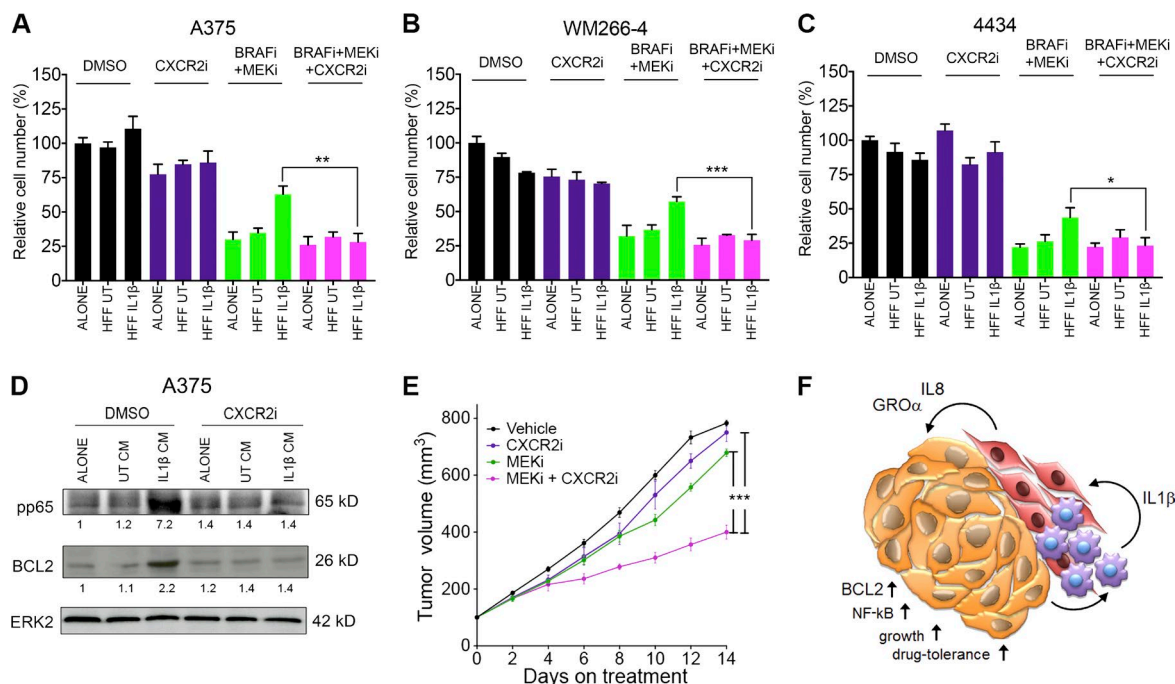 A
A375
DMSO
CXCR2i
BRAFi
+MEKi
BRAFi+MEKi
+CXCR2i
Relative cell number (%)
150
125
100
75
50
25
0
**
ALONE
HFF UT
HFF IL1β
ALONE
HFF UT
HFF IL1β
ALONE
HFF UT
HFF IL1β
ALONE
HFF UT
HFF IL1β
B
WM266-4
DMSO
CXCR2i
BRAFi
+MEKi
BRAFi+MEKi
+CXCR2i
Relative cell number (%)
150
125
100
75
50
25
0
***
ALONE
HFF UT
HFF IL1β
ALONE
HFF UT
HFF IL1β
ALONE
HFF UT
HFF IL1β
ALONE
HFF UT
HFF IL1β
C
4434
DMSO
CXCR2i
BRAFi
+MEKi
BRAFi+MEKi
+CXCR2i
Relative cell number (%)
150
125
100
75
50
25
0
*
ALONE
HFF UT
HFF IL1β
ALONE
HFF UT
HFF IL1β
ALONE
HFF UT
HFF IL1β
ALONE
HFF UT
HFF IL1β
D
A375
DMSO
CXCR2i
ALONE
UT CM
IL1β CM
ALONE
UT CM
IL1β CM
pp65
65 kD
1 1.2 7.2 1.4 1.4 1.4
BCL2
26 kD
1 1.1 2.2 1.2 1.4 1.4
ERK2
42 kD
E
Tumor volume (mm³)
800
600
400
200
0
Vehicle
CXCR2i
MEKi
MEKi + CXCR2i
***
0 2 4 6 8 10 12 14
Days on treatment
F
IL8
GROα
IL1β
BCL2
NF-kB
growth
drug-tolerance